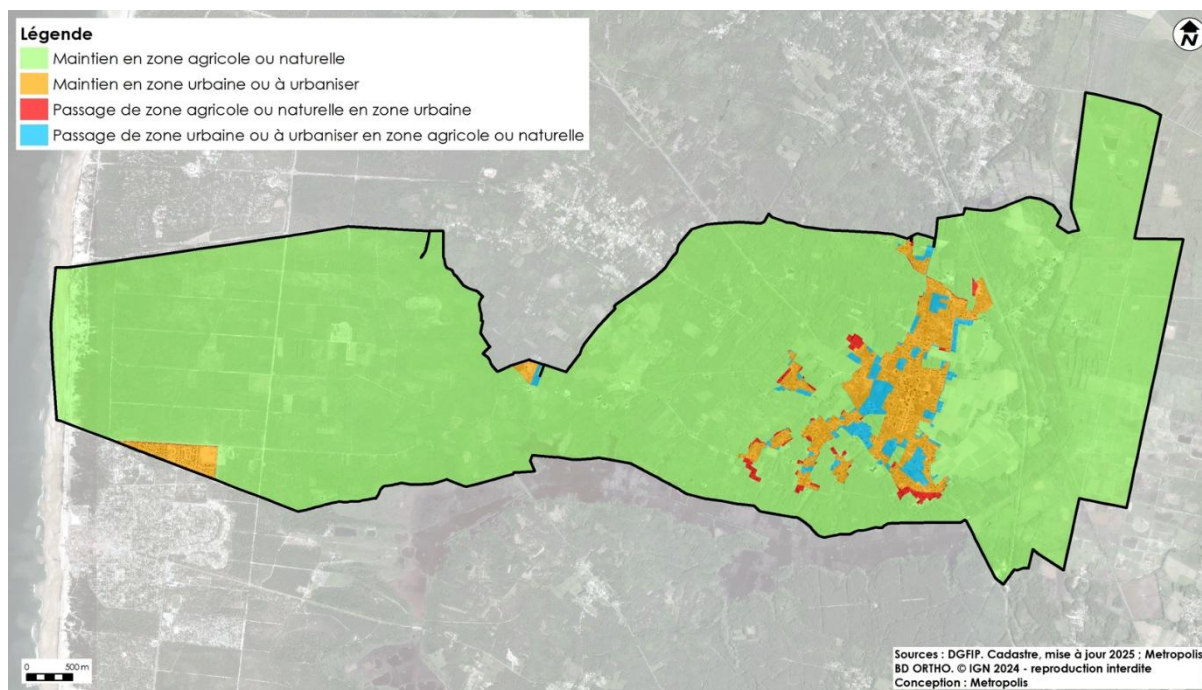 Légende
Maintien en zone agricole ou naturelle
Maintien en zone urbaine ou à urbaniser
Passage de zone agricole ou naturelle en zone urbaine
Passage de zone urbaine ou à urbaniser en zone agricole ou naturelle
N
0 500 m
Sources : DGFIP. Cadastre, mise à jour 2025 ; Metropolis
BD ORTHO. © IGN 2024 - reproduction interdite
Conception : Metropolis